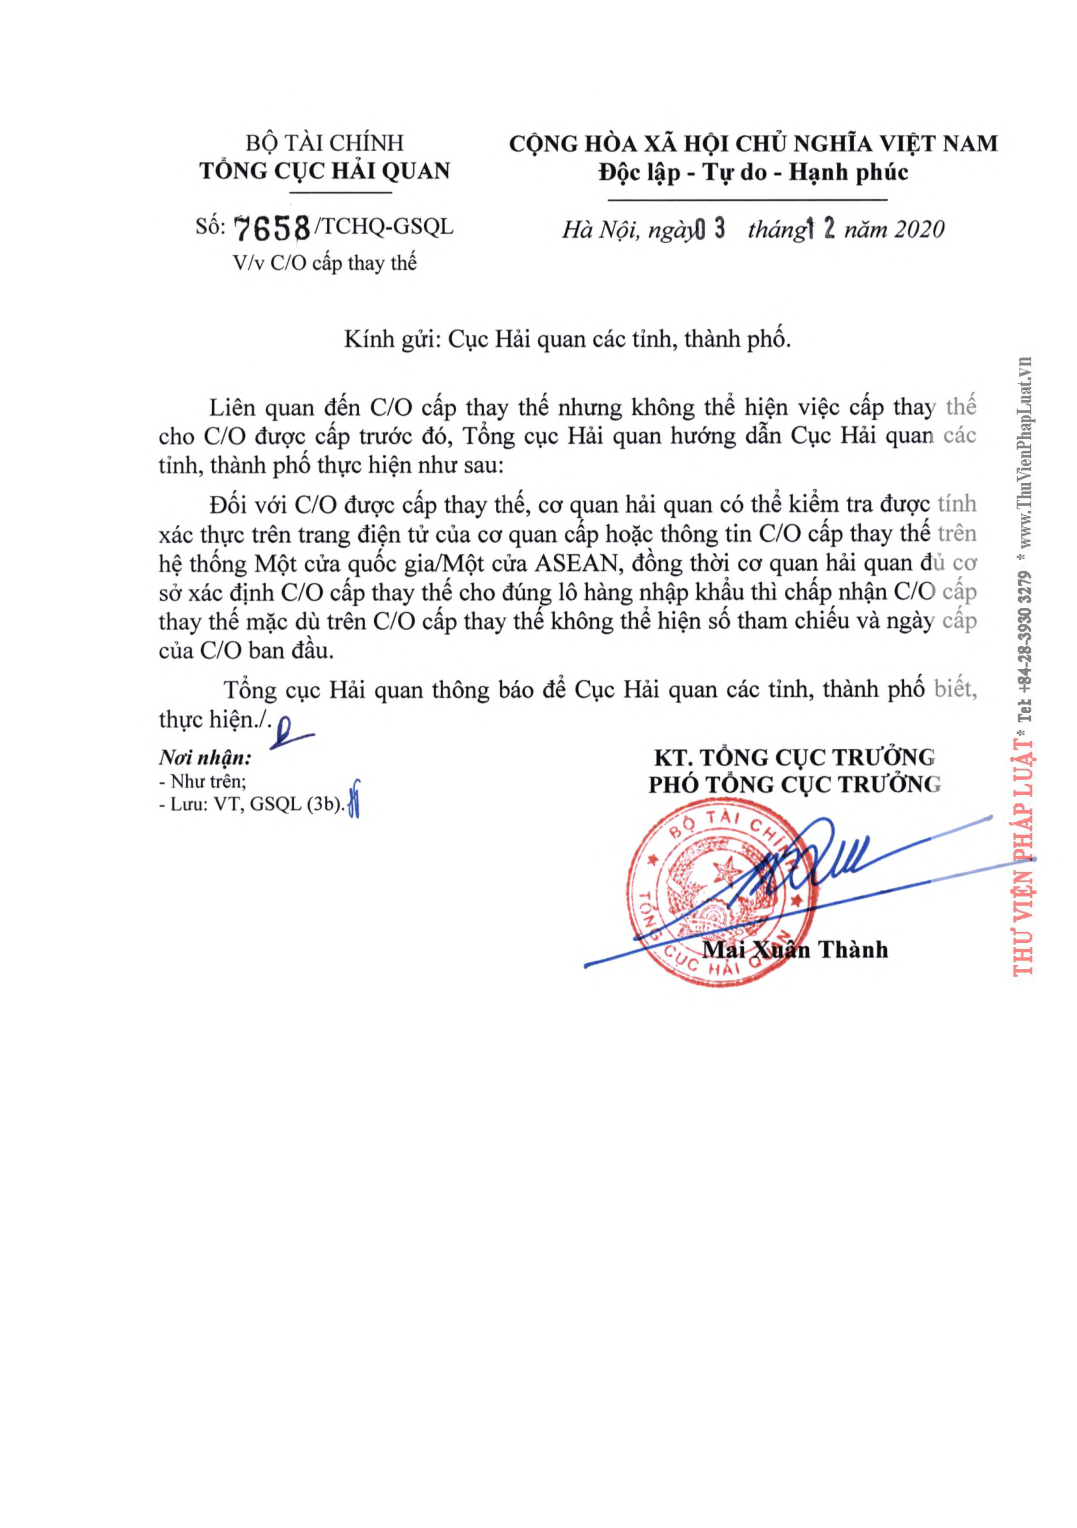 BỘ TÀI CHÍNH
TỔNG CỤC HẢI QUAN
CỘNG HÒA XÃ HỘI CHỦ NGHĨA VIỆT NAM
Độc lập - Tự do - Hạnh phúc
Số: 7658/TCHQ-GSQL
V/v C/O cấp thay thế
Hà Nội, ngày 03 tháng 12 năm 2020
Kính gửi: Cục Hải quan các tỉnh, thành phố.
Liên quan đến C/O cấp thay thế nhưng không thể hiện việc cấp thay thế
cho C/O được cấp trước đó, Tổng cục Hải quan hướng dẫn Cục Hải quan các
tỉnh, thành phố thực hiện như sau:
Đối với C/O được cấp thay thế, cơ quan hải quan có thể kiểm tra được tính
xác thực trên trang điện tử của cơ quan cấp hoặc thông tin C/O cấp thay thế trên
hệ thống Một cửa quốc gia/Một cửa ASEAN, đồng thời cơ quan hải quan đủ cơ
sở xác định C/O cấp thay thế cho đúng lô hàng nhập khẩu thì chấp nhận C/O cấp
thay thế mặc dù trên C/O cấp thay thế không thể hiện số tham chiếu và ngày cấp
của C/O ban đầu.
Tổng cục Hải quan thông báo để Cục Hải quan các tỉnh, thành phố biết,
thực hiện./.
Nơi nhận:
- Như trên;
- Lưu: VT, GSQL (3b).
KT. TỔNG CỤC TRƯỞNG
PHÓ TỔNG CỤC TRƯỞNG
BỘ TÀI CHÍNH
TỔNG CỤC HẢI QUAN
Mai Xuân Thành
THƯ VIỆN PHÁP LUẬT * Tel: +84-28-3930 3279 * www.ThuVienPhapLuat.vn